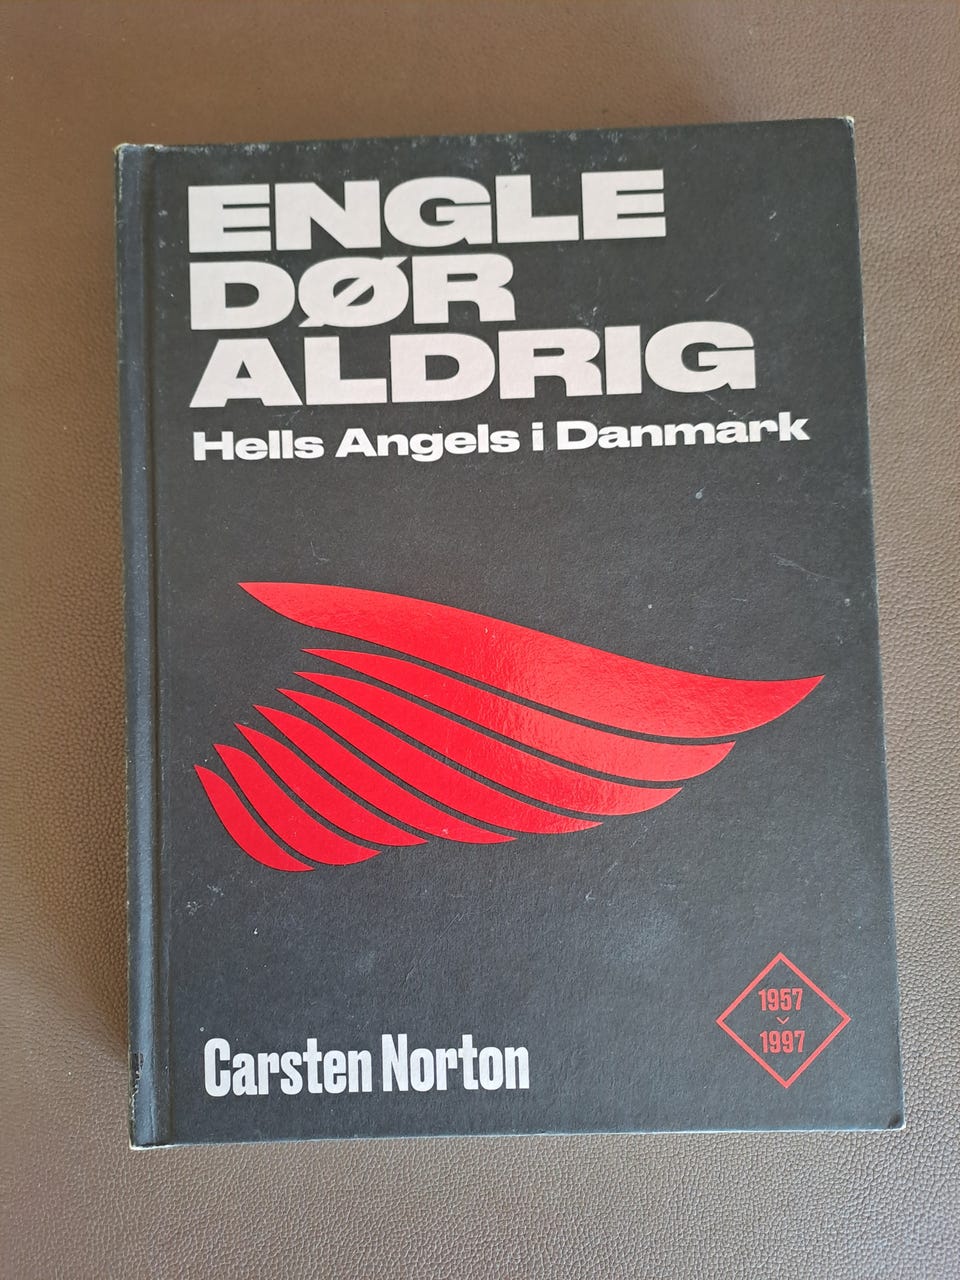 ENGLE
DØR
ALDRIG
Hells Angels i Danmark
Carsten Norton
1957
1997